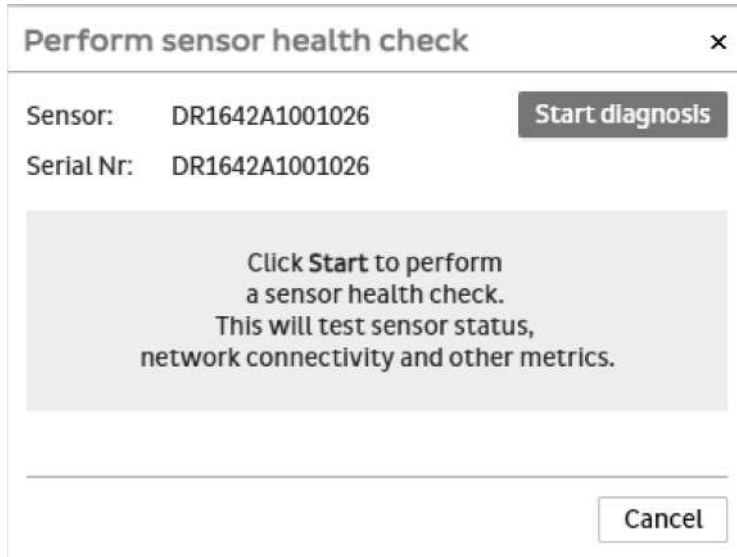 Perform sensor health check ×
Sensor: DR1642A1001026 Start diagnosis
Serial Nr: DR1642A1001026
Click Start to perform
a sensor health check.
This will test sensor status,
network connectivity and other metrics.
Cancel